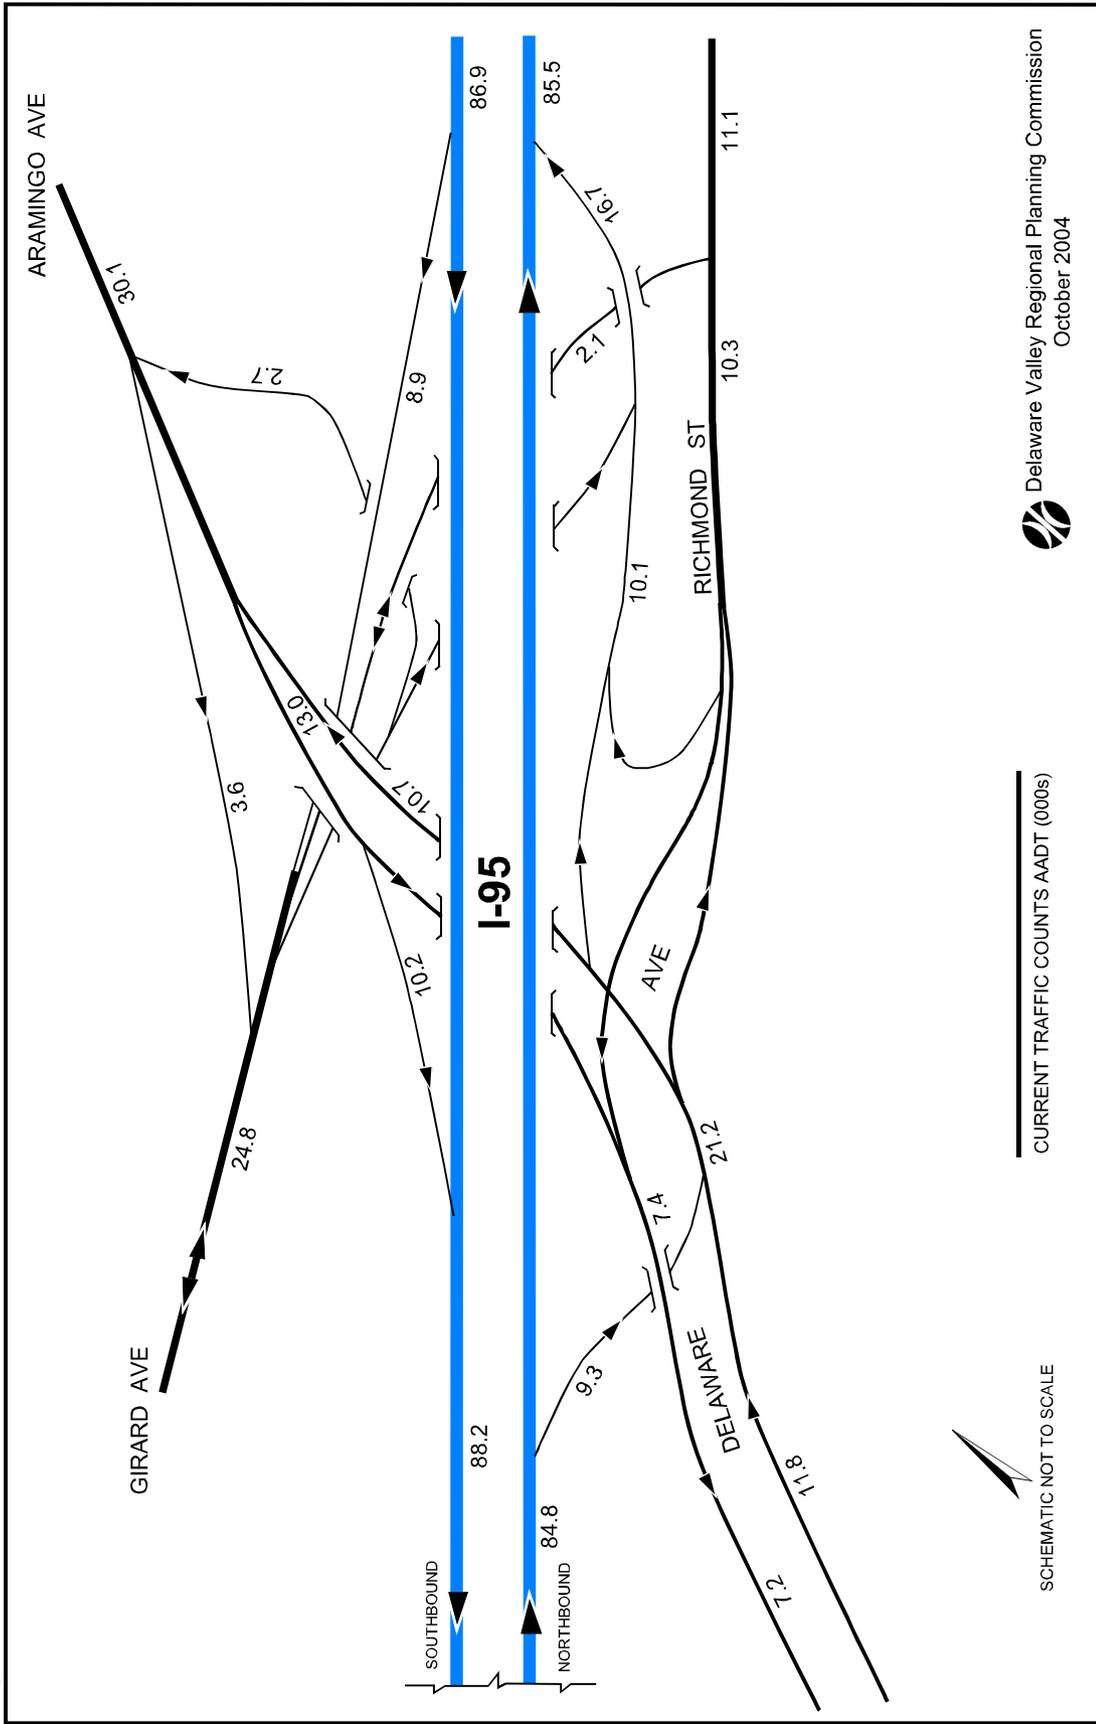 ARAMINGO AVE
30.1
2.7
8.9
86.9
85.5
16.7
11.1
2.1
10.3
RICHMOND ST
10.1
13.0
10.7
3.6
10.2
I-95
AVE
24.8
21.2
7.4
GIRARD AVE
9.3
DELAWARE
88.2
84.8
11.8
7.2
SOUTHBOUND
NORTHBOUND
Delaware Valley Regional Planning Commission
October 2004
CURRENT TRAFFIC COUNTS AADT (000s)
SCHEMATIC NOT TO SCALE